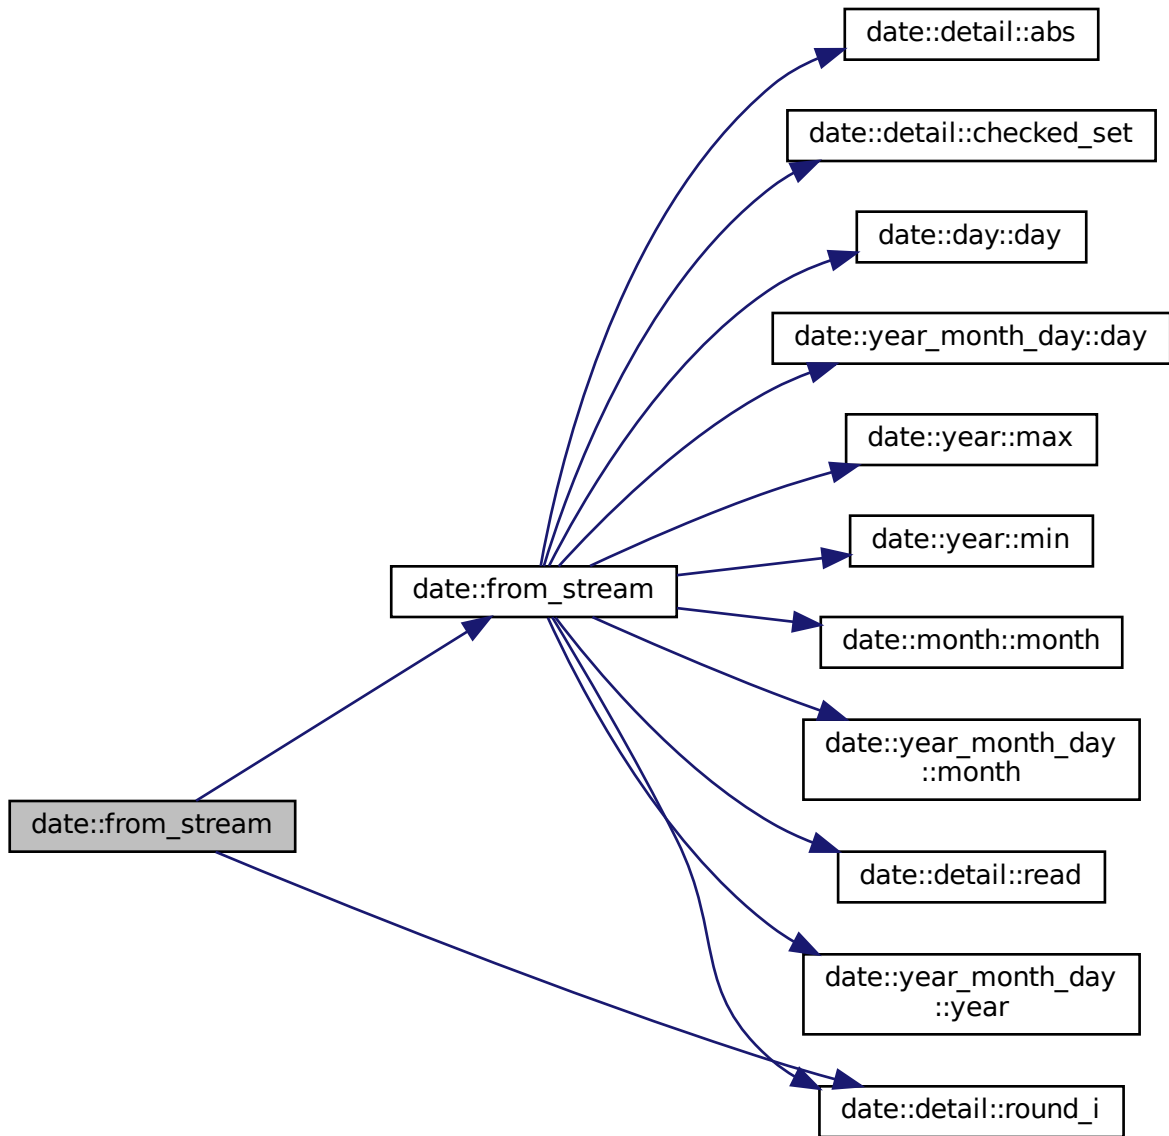 date::detail::abs
date::detail::checked_set
date::day::day
date::year_month_day::day
date::year::max
date::year::min
date::from_stream
date::month::month
date::year_month_day
::month
date::from_stream
date::detail::read
date::year_month_day
::year
date::detail::round_i